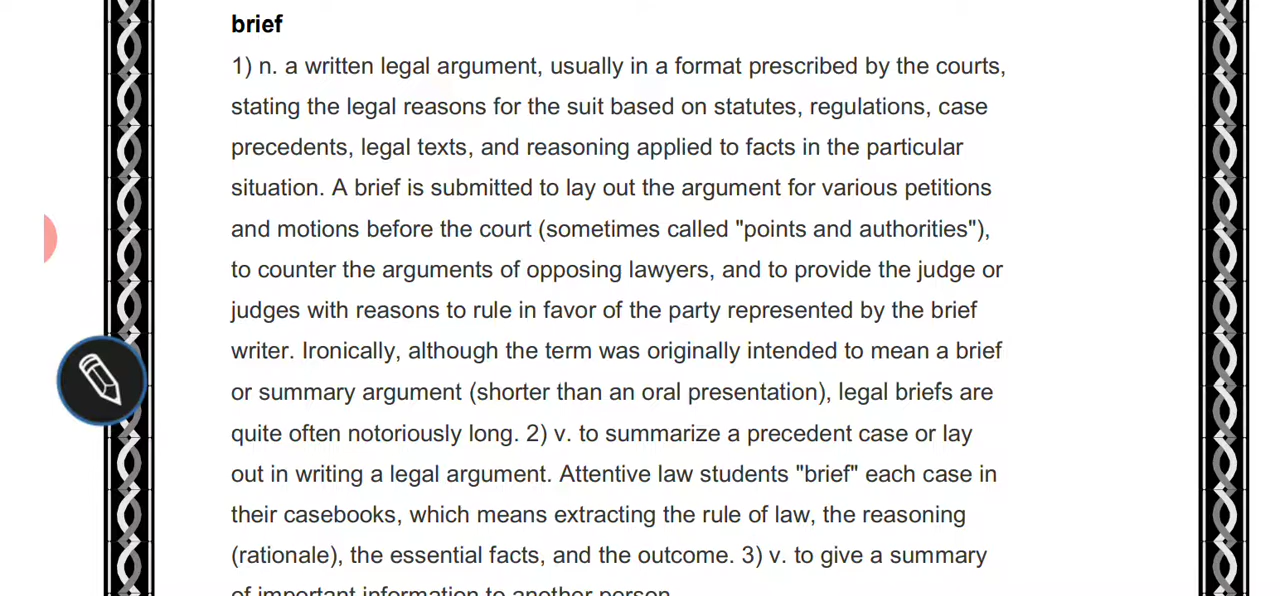 brief
1) n. a written legal argument, usually in a format prescribed by the courts,
stating the legal reasons for the suit based on statutes, regulations, case
precedents, legal texts, and reasoning applied to facts in the particular
situation. A brief is submitted to lay out the argument for various petitions
and motions before the court (sometimes called "points and authorities"),
to counter the arguments of opposing lawyers, and to provide the judge or
judges with reasons to rule in favor of the party represented by the brief
writer. Ironically, although the term was originally intended to mean a brief
or summary argument (shorter than an oral presentation), legal briefs are
quite often notoriously long. 2) v. to summarize a precedent case or lay
out in writing a legal argument. Attentive law students "brief" each case in
their casebooks, which means extracting the rule of law, the reasoning
(rationale), the essential facts, and the outcome. 3) v. to give a summary
of important information to another person.